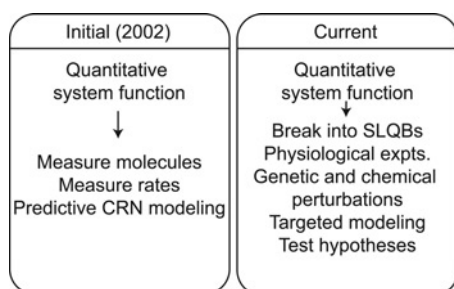 Initial (2002)
Quantitative
system function
Measure molecules
Measure rates
Predictive CRN modeling
Current
Quantitative
system function
Break into SLQBs
Physiological expts.
Genetic and chemical
perturbations
Targeted modeling
Test hypotheses